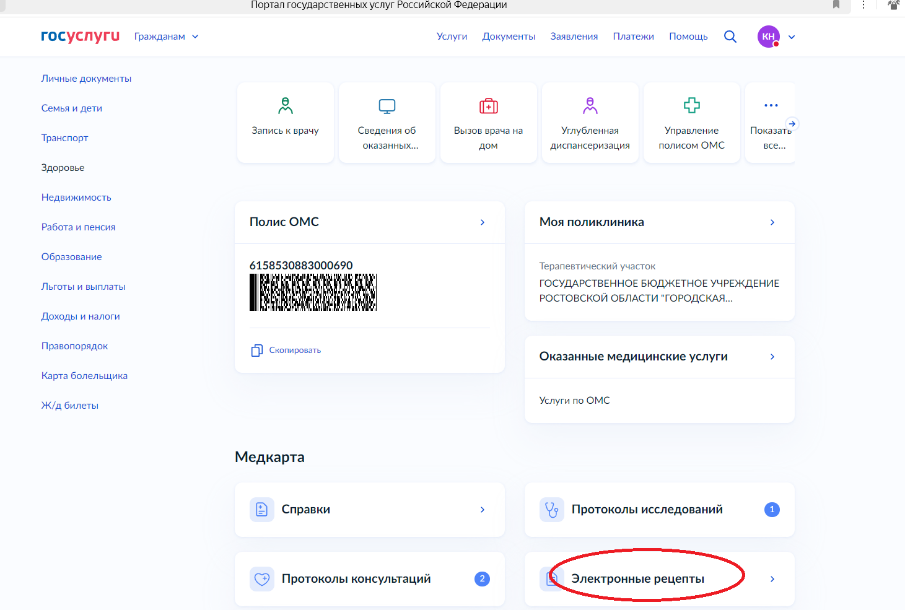 Портал государственных услуг Российской Федерации
госуслуги
Гражданам
Услуги
Документы
Заявления
Платежи
Помощь
КН
Личные документы
Семья и дети
Транспорт
Здоровье
Недвижимость
Работа и пенсия
Образование
Льготы и выплаты
Доходы и налоги
Правопорядок
Карта болельщика
Ж/д билеты
Запись к врачу
Сведения об
оказанных...
Вызов врача на
дом
Углубленная
диспансеризация
Управление
полисом ОМС
Показать
все...
Полис ОМС
6158530883000690
Скопировать
Моя поликлиника
Терапевтический участок
ГОСУДАРСТВЕННОЕ БЮДЖЕТНОЕ УЧРЕЖДЕНИЕ
РОСТОВСКОЙ ОБЛАСТИ "ГОРОДСКАЯ...
Оказанные медицинские услуги
Услуги по ОМС
Медкарта
Справки
Протоколы исследований
1
Протоколы консультаций
2
Электронные рецепты